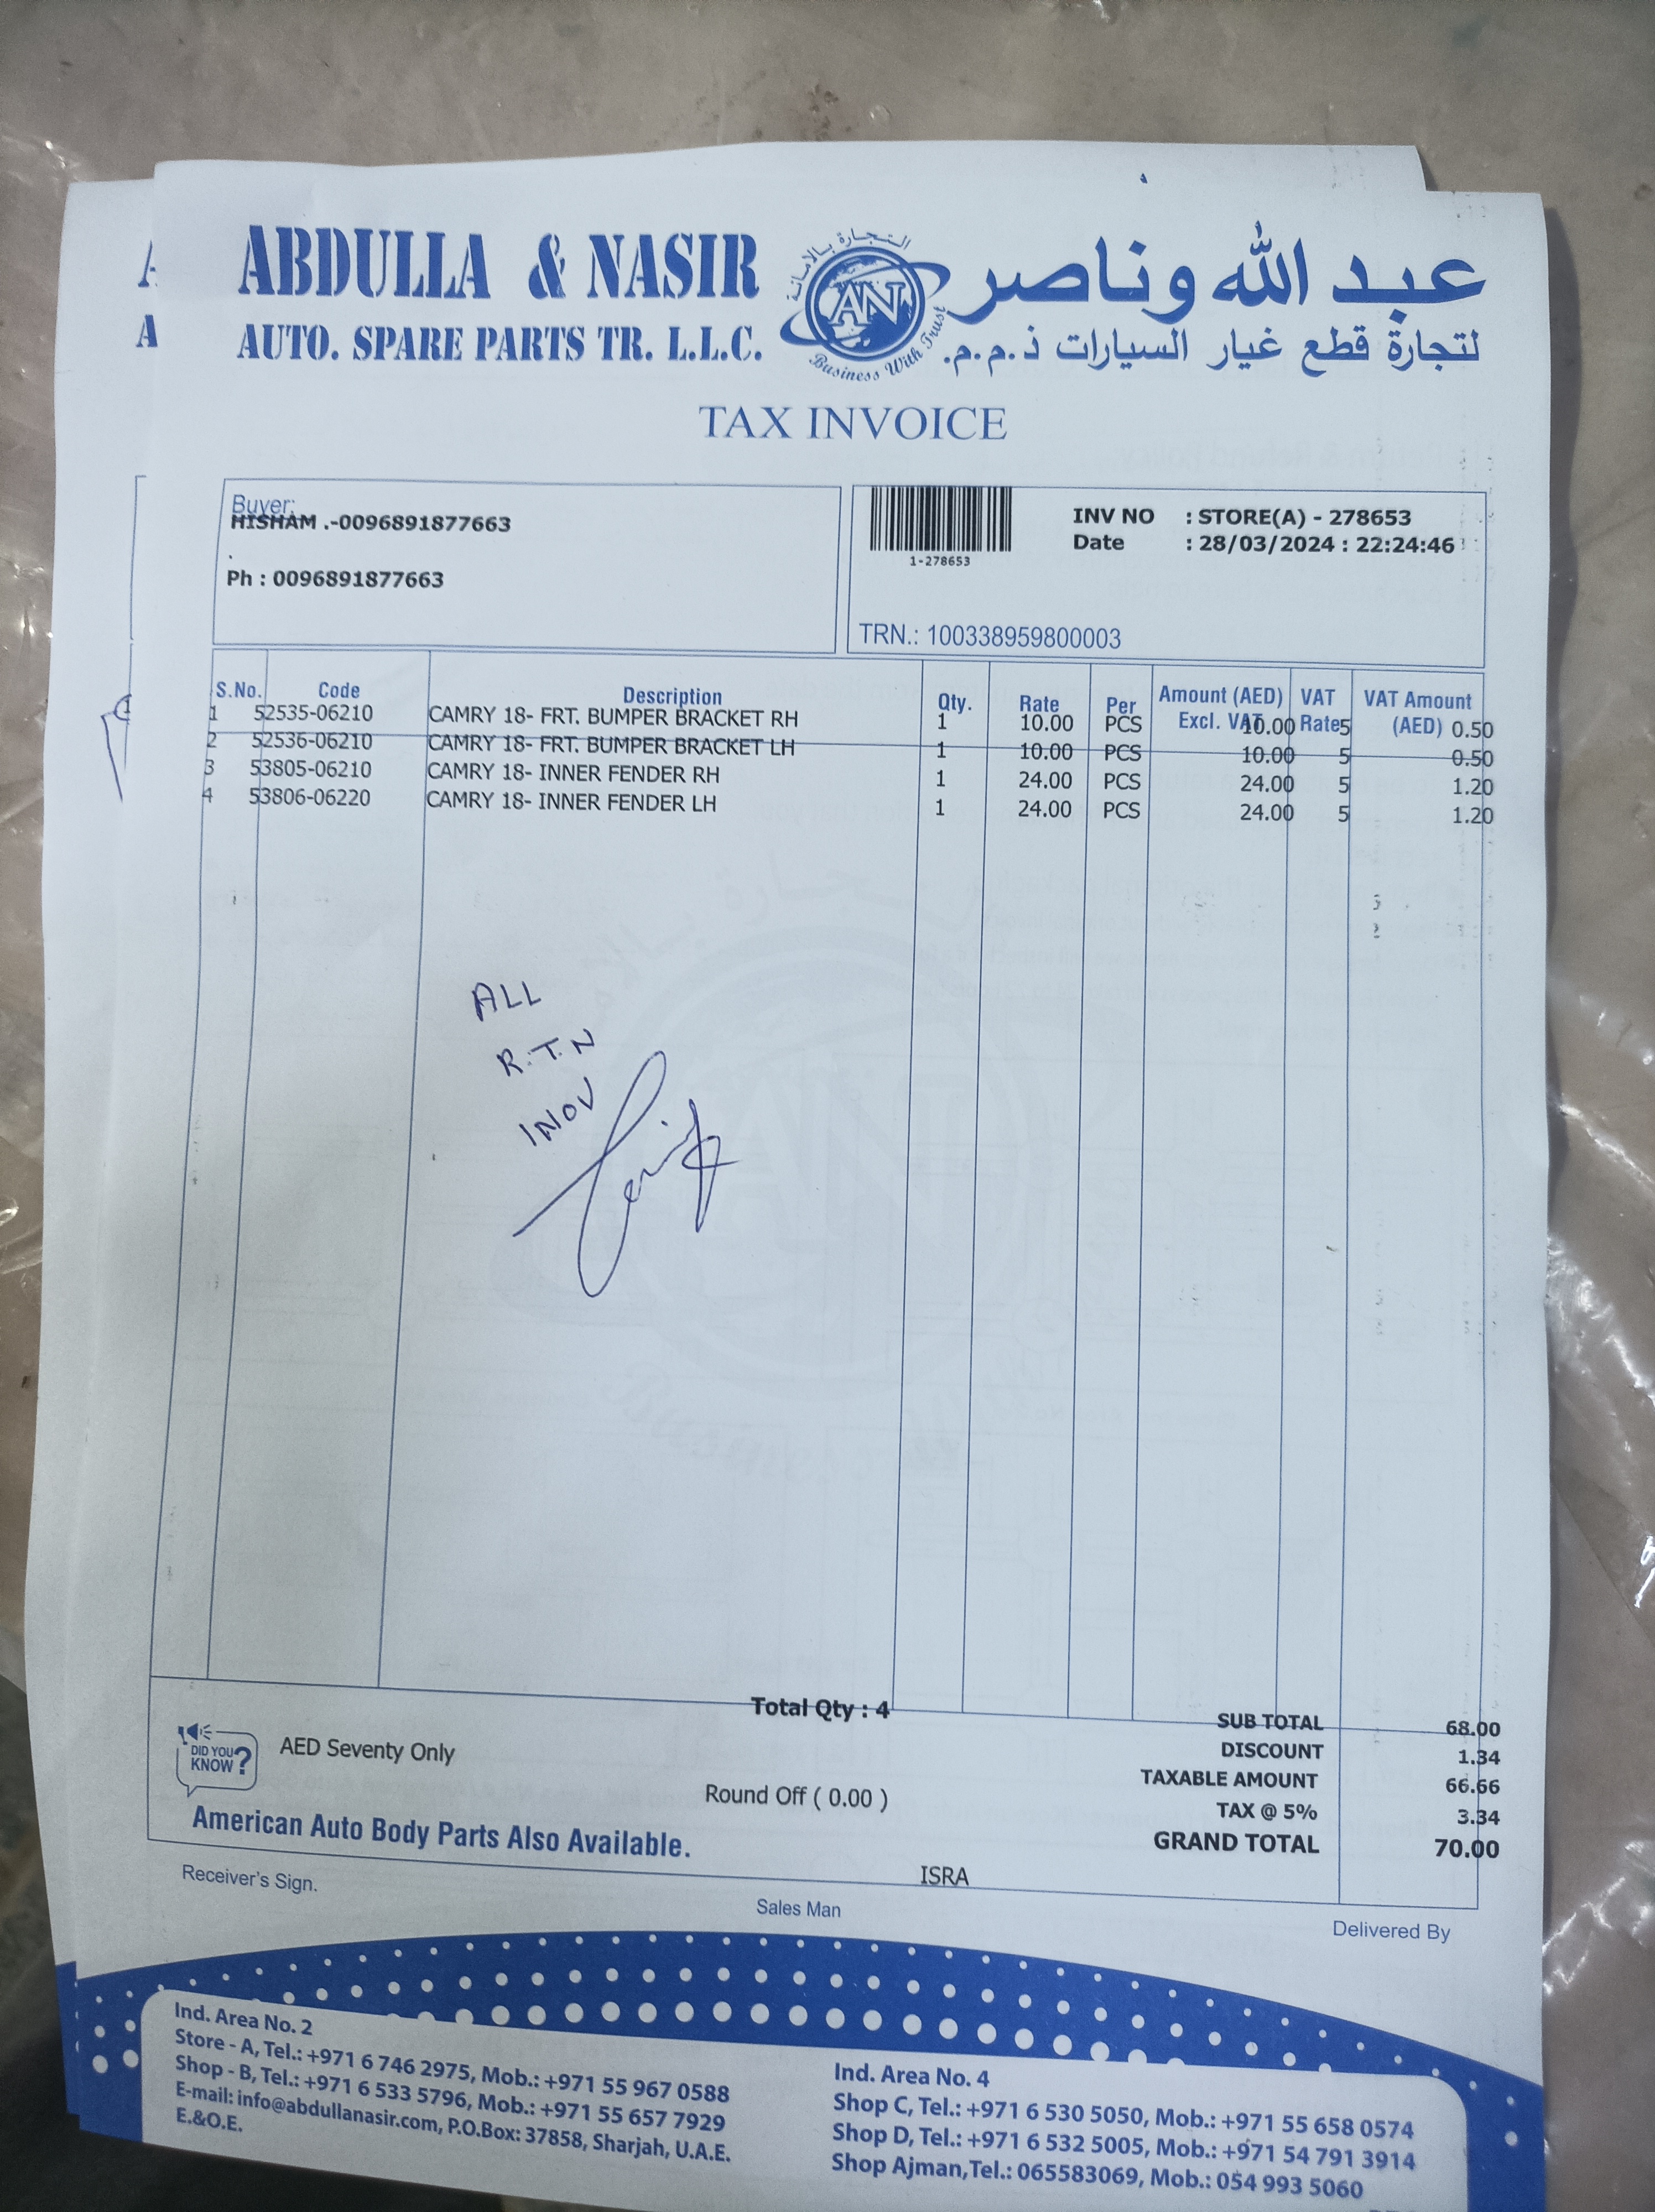 ABDULLA & NASIR
AUTO. SPARE PARTS TR. L.L.C.
التجارة بالامانة
AN
Business With Trust
عبد الله وناصر
لتجارة قطع غيار السيارات ذ.م.م.
TAX INVOICE
Buyer:
HISHAM .-0096891877663
.
Ph : 0096891877663
1-278653
INV NO : STORE(A) - 278653
Date : 28/03/2024 : 22:24:46
TRN.: 100338959800003
S.No. Code Description Qty. Rate Per Amount (AED) Excl. VAT VAT Rate VAT Amount (AED)
1 52535-06210 CAMRY 18- FRT. BUMPER BRACKET RH 1 10.00 PCS 10.00 5 0.50
2 52536-06210 CAMRY 18- FRT. BUMPER BRACKET LH 1 10.00 PCS 10.00 5 0.50
3 53805-06210 CAMRY 18- INNER FENDER RH 1 24.00 PCS 24.00 5 1.20
4 53806-06220 CAMRY 18- INNER FENDER LH 1 24.00 PCS 24.00 5 1.20
ALL
R.T.N
INOV
Total Qty : 4
SUB TOTAL 68.00
DISCOUNT 1.34
TAXABLE AMOUNT 66.66
TAX @ 5% 3.34
GRAND TOTAL 70.00
DID YOU
KNOW ?
AED Seventy Only
Round Off ( 0.00 )
American Auto Body Parts Also Available.
Receiver's Sign.
ISRA
Sales Man
Delivered By
Ind. Area No. 2
Store - A, Tel.: +971 6 746 2975, Mob.: +971 55 967 0588
Shop - B, Tel.: +971 6 533 5796, Mob.: +971 55 657 7929
E-mail: info@abdullanasir.com, P.O.Box: 37858, Sharjah, U.A.E.
E.&O.E.
Ind. Area No. 4
Shop C, Tel.: +971 6 530 5050, Mob.: +971 55 658 0574
Shop D, Tel.: +971 6 532 5005, Mob.: +971 54 791 3914
Shop Ajman,Tel.: 065583069, Mob.: 054 993 5060